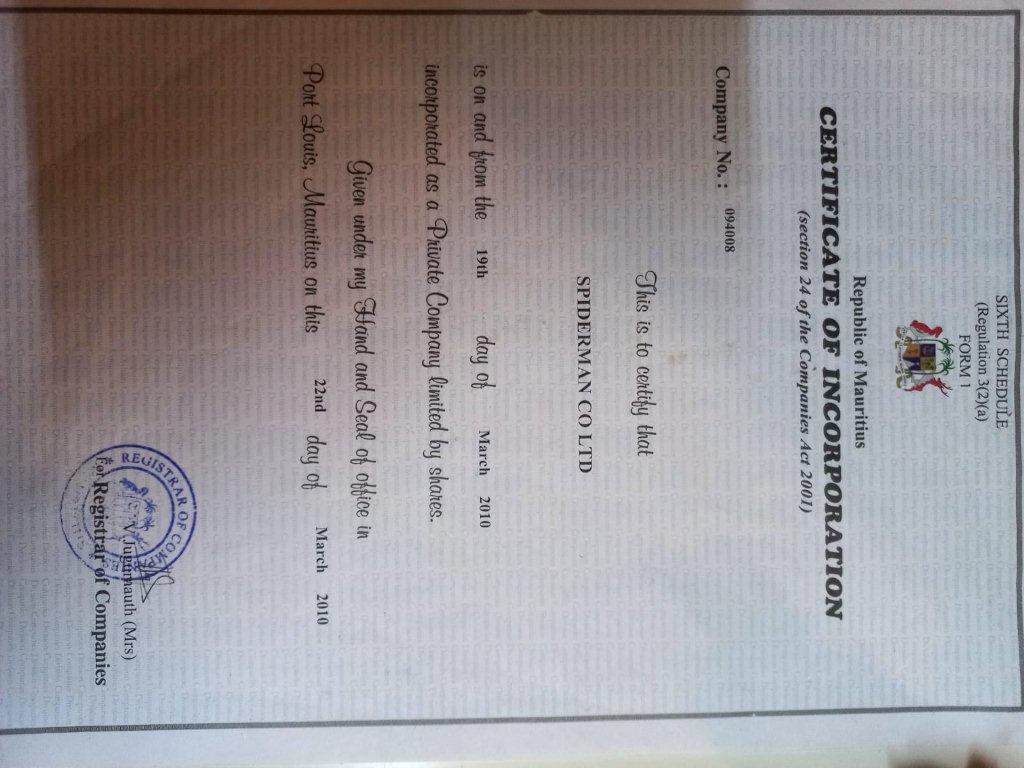 SIXTH SCHEDULE
(Regulation 3(2)(a)
FORM 1
Republic of Mauritius
CERTIFICATE OF INCORPORATION
(section 24 of the Companies Act 2001)
Company No. : 094008
This is to certify that
SPIDERMAN CO LTD
is on and from the 19th day of March 2010
incorporated as a Private Company limited by shares.
Given under my Hand and Seal of office in
Port Louis, Mauritius on this 22nd day of March 2010
REGISTRAR OF
(Mrs)
For Registrar of Companies